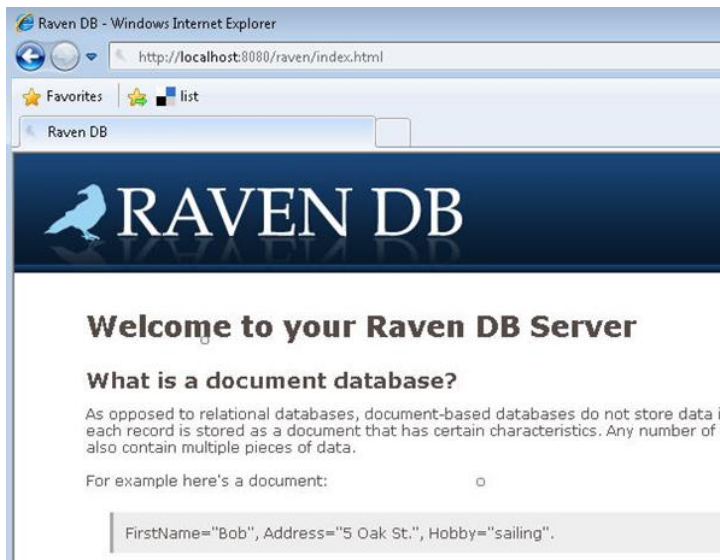 Raven DB - Windows Internet Explorer
http://localhost:8080/raven/index.html
Favorites list
Raven DB
RAVEN DB
Welcome to your Raven DB Server
What is a document database?
As opposed to relational databases, document-based databases do not store data i
each record is stored as a document that has certain characteristics. Any number of
also contain multiple pieces of data.
For example here's a document:
FirstName="Bob", Address="5 Oak St.", Hobby="sailing".